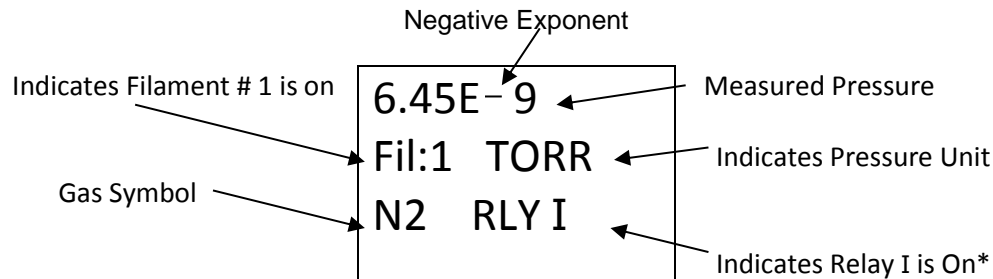 Negative Exponent
Indicates Filament # 1 is on
6.45E⁻ 9
Measured Pressure
Fil:1 TORR
Indicates Pressure Unit
Gas Symbol
N2 RLY I
Indicates Relay I is On*